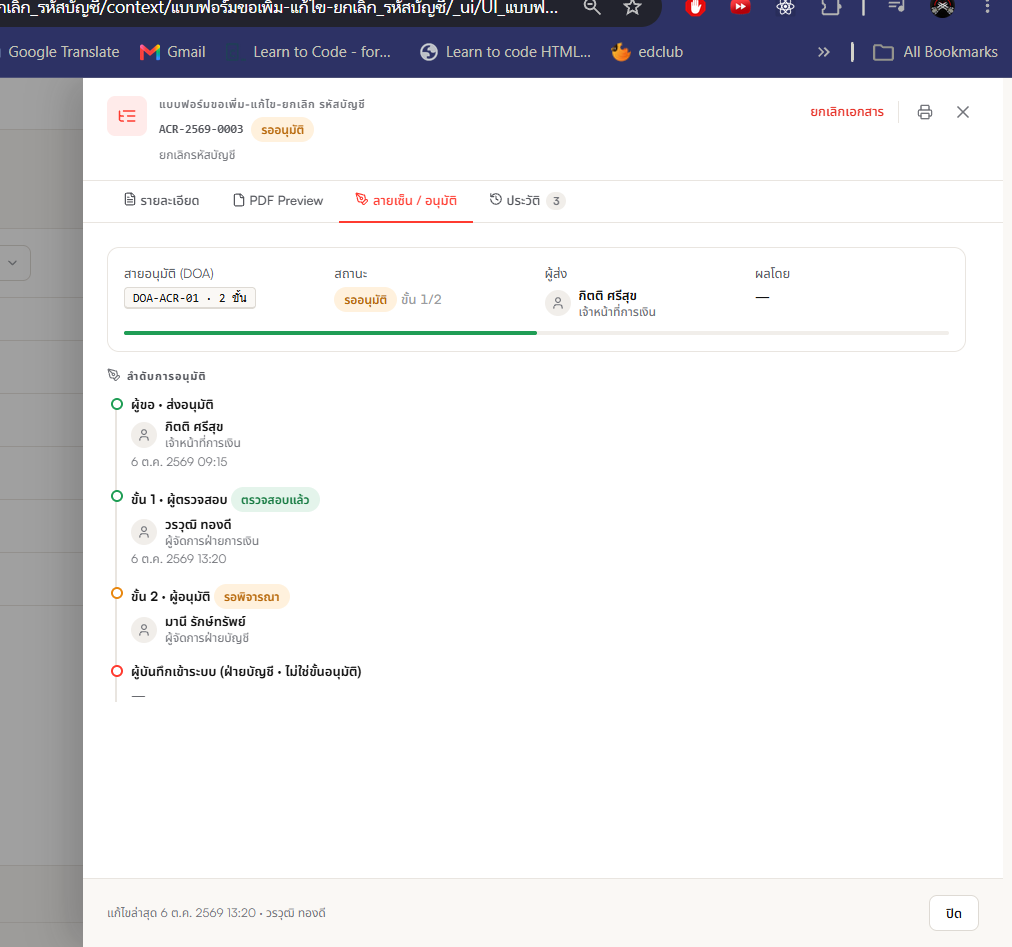 กเลิก_รหัสบัญชี/context/แบบฟอร์มขอเพิ่ม-แก้ไข-ยกเลิก_รหัสบัญชี/_ui/UI_แบบฟ...
Google Translate
Gmail
Learn to Code - for...
Learn to code HTML...
edclub
»
All Bookmarks
แบบฟอร์มขอเพิ่ม-แก้ไข-ยกเลิก รหัสบัญชี
ACR-2569-0003 รออนุมัติ
ยกเลิกรหัสบัญชี
ยกเลิกเอกสาร
รายละเอียด
PDF Preview
ลายเซ็น / อนุมัติ
ประวัติ 3
สายอนุมัติ (DOA)
DOA-ACR-01 · 2 ขั้น
สถานะ
รออนุมัติ ขั้น 1/2
ผู้ส่ง
กิตติ ศรีสุข
เจ้าหน้าที่การเงิน
ผลโดย
—
ลำดับการอนุมัติ
ผู้ขอ • ส่งอนุมัติ
กิตติ ศรีสุข
เจ้าหน้าที่การเงิน
6 ต.ค. 2569 09:15
ขั้น 1 • ผู้ตรวจสอบ ตรวจสอบแล้ว
วรวุฒิ ทองดี
ผู้จัดการฝ่ายการเงิน
6 ต.ค. 2569 13:20
ขั้น 2 • ผู้อนุมัติ รอพิจารณา
มานี รักษ์ทรัพย์
ผู้จัดการฝ่ายบัญชี
ผู้บันทึกเข้าระบบ (ฝ่ายบัญชี • ไม่ใช่ขั้นอนุมัติ)
—
แก้ไขล่าสุด 6 ต.ค. 2569 13:20 • วรวุฒิ ทองดี
ปิด